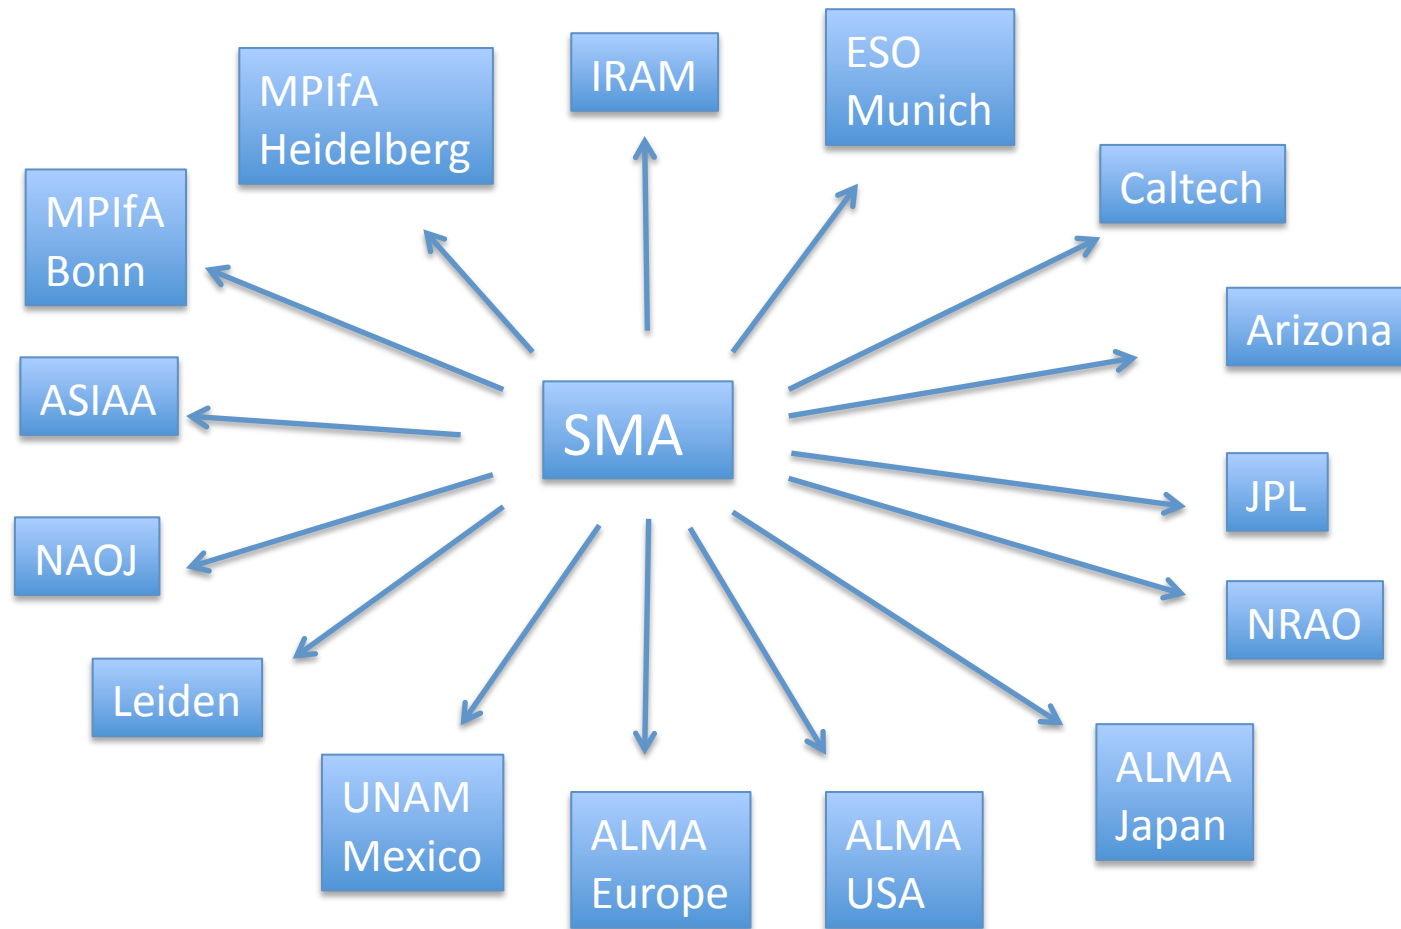 IRAM
ESO
Munich
MPIfA
Heidelberg
Caltech
MPIfA
Bonn
Arizona
ASIAA
SMA
JPL
NAOJ
NRAO
Leiden
ALMA
Japan
UNAM
Mexico
ALMA
Europe
ALMA
USA